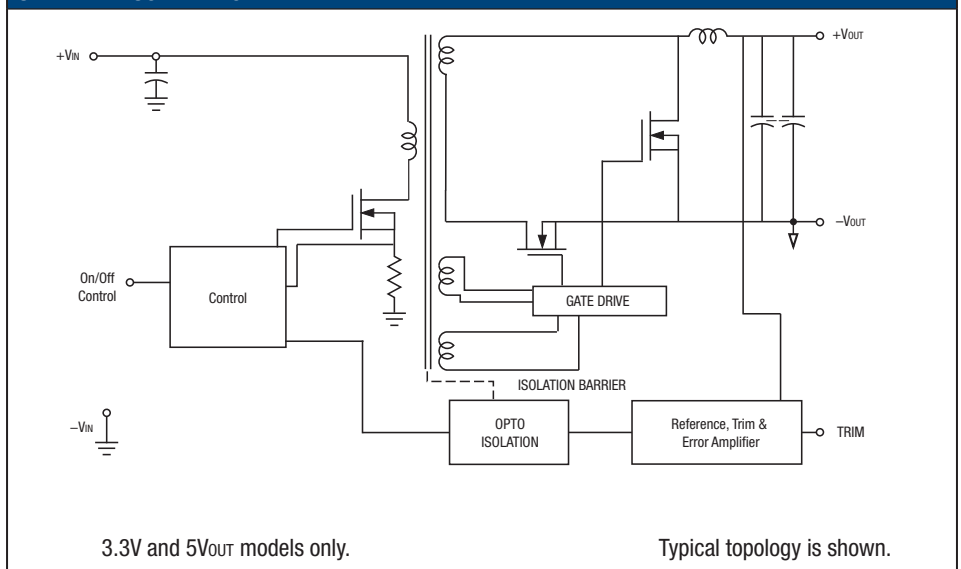 +VIN
+VOUT
−VOUT
On/Off
Control
Control
GATE DRIVE
ISOLATION BARRIER
−VIN
OPTO
ISOLATION
Reference, Trim &
Error Amplifier
TRIM
3.3V and 5VOUT models only.
Typical topology is shown.